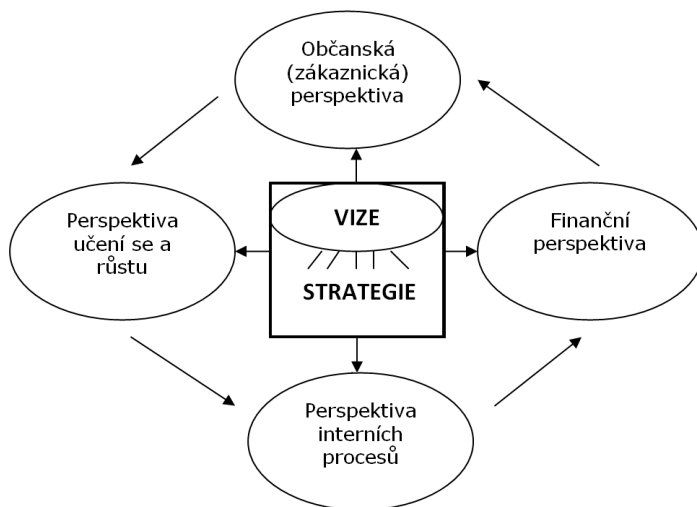 Občanská
(zákaznická)
perspektiva
Perspektiva
učení se a
růstu
VIZE
STRATEGIE
Finanční
perspektiva
Perspektiva
interních
procesů